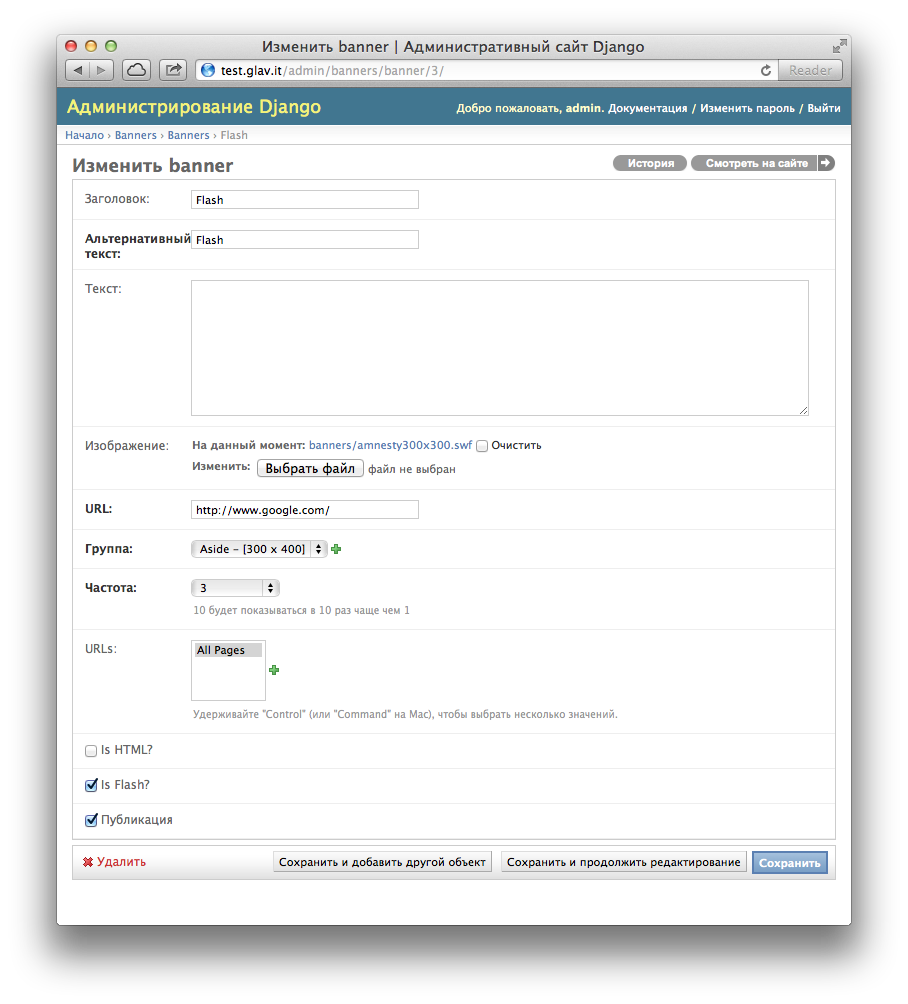 Изменить banner | Административный сайт Django
test.glav.it/admin/banners/banner/3/
Reader
Администрирование Django
Добро пожаловать, admin. Документация / Изменить пароль / Выйти
Начало › Banners › Banners › Flash
Изменить banner
История
Смотреть на сайте
Заголовок:
Flash
Альтернативный
текст:
Flash
Текст:
Изображение:
На данный момент: banners/amnesty300x300.swf Очистить
Изменить: Выбрать файл файл не выбран
URL:
http://www.google.com/
Группа:
Aside – [300 x 400]
Частота:
3
10 будет показываться в 10 раз чаще чем 1
URLs:
All Pages
Удерживайте "Control" (или "Command" на Mac), чтобы выбрать несколько значений.
Is HTML?
Is Flash?
Публикация
Удалить
Сохранить и добавить другой объект
Сохранить и продолжить редактирование
Сохранить